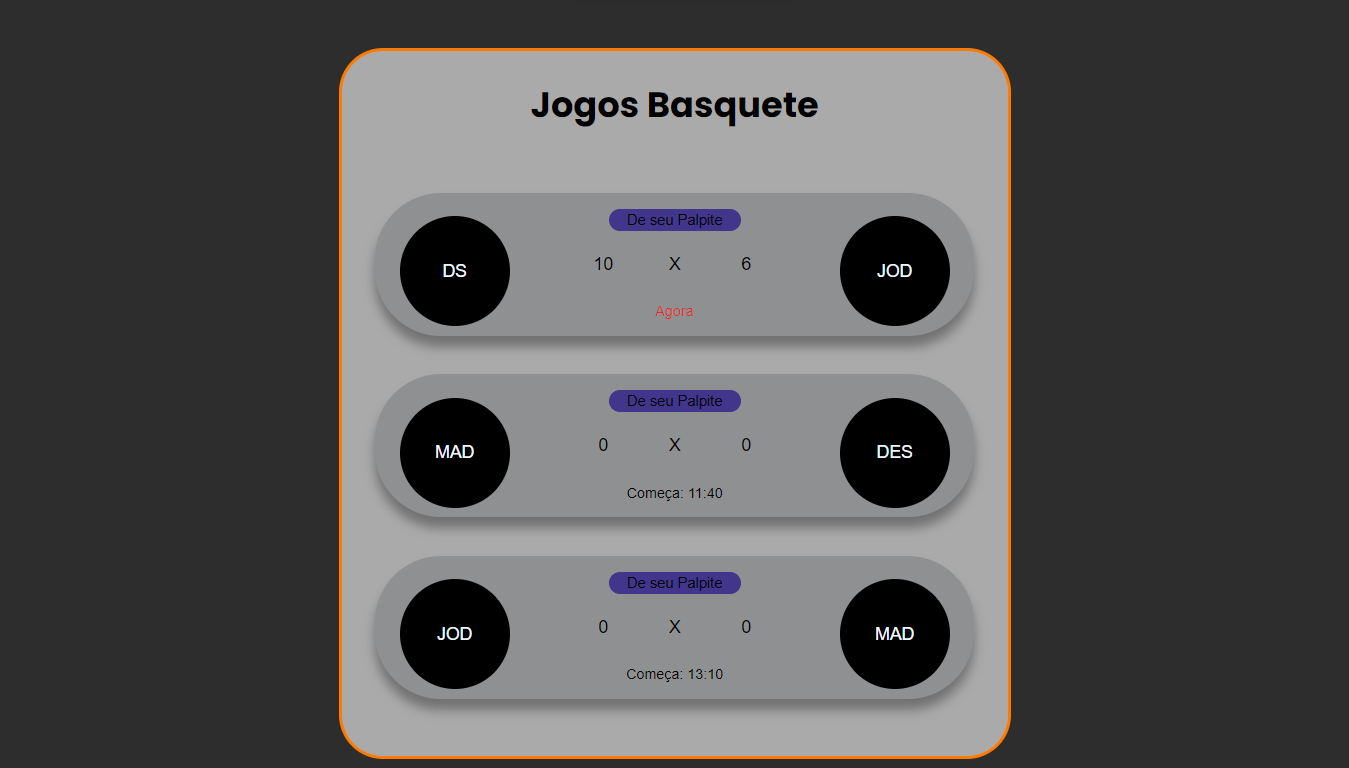 Jogos Basquete
De seu Palpite
DS 10 X 6 JOD
Agora
De seu Palpite
MAD 0 X 0 DES
Começa: 11:40
De seu Palpite
JOD 0 X 0 MAD
Começa: 13:10